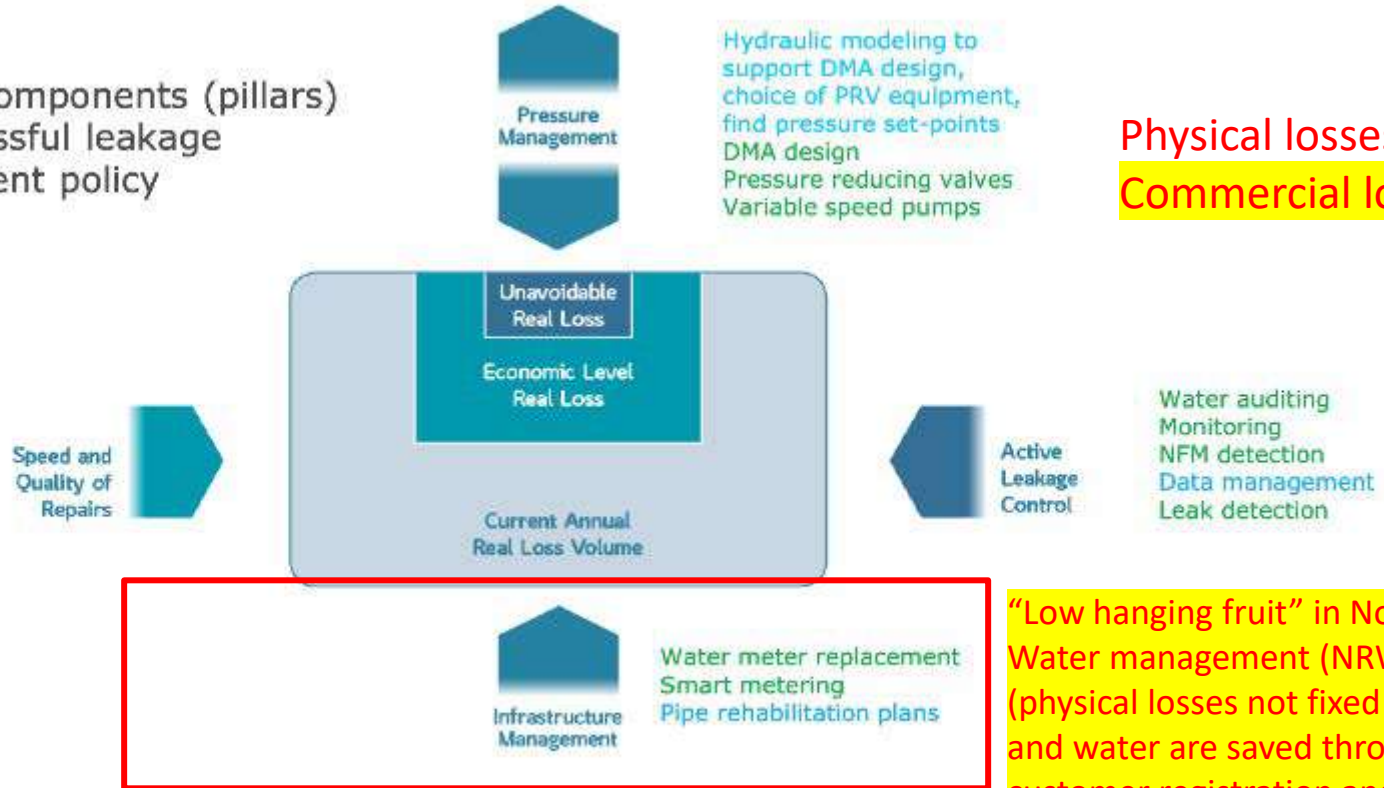 omponents (pillars)
ssful leakage
ent policy
Pressure
Management
Hydraulic modeling to
support DMA design,
choice of PRV equipment,
find pressure set-points
DMA design
Pressure reducing valves
Variable speed pumps
Physical losse
Commercial lo
Unavoidable
Real Loss
Economic Level
Real Loss
Current Annual
Real Loss Volume
Speed and
Quality of
Repairs
Active
Leakage
Control
Water auditing
Monitoring
NFM detection
Data management
Leak detection
Infrastructure
Management
Water meter replacement
Smart metering
Pipe rehabilitation plans
“Low hanging fruit” in No
Water management (NRW
(physical losses not fixed
and water are saved thro
customer registration an